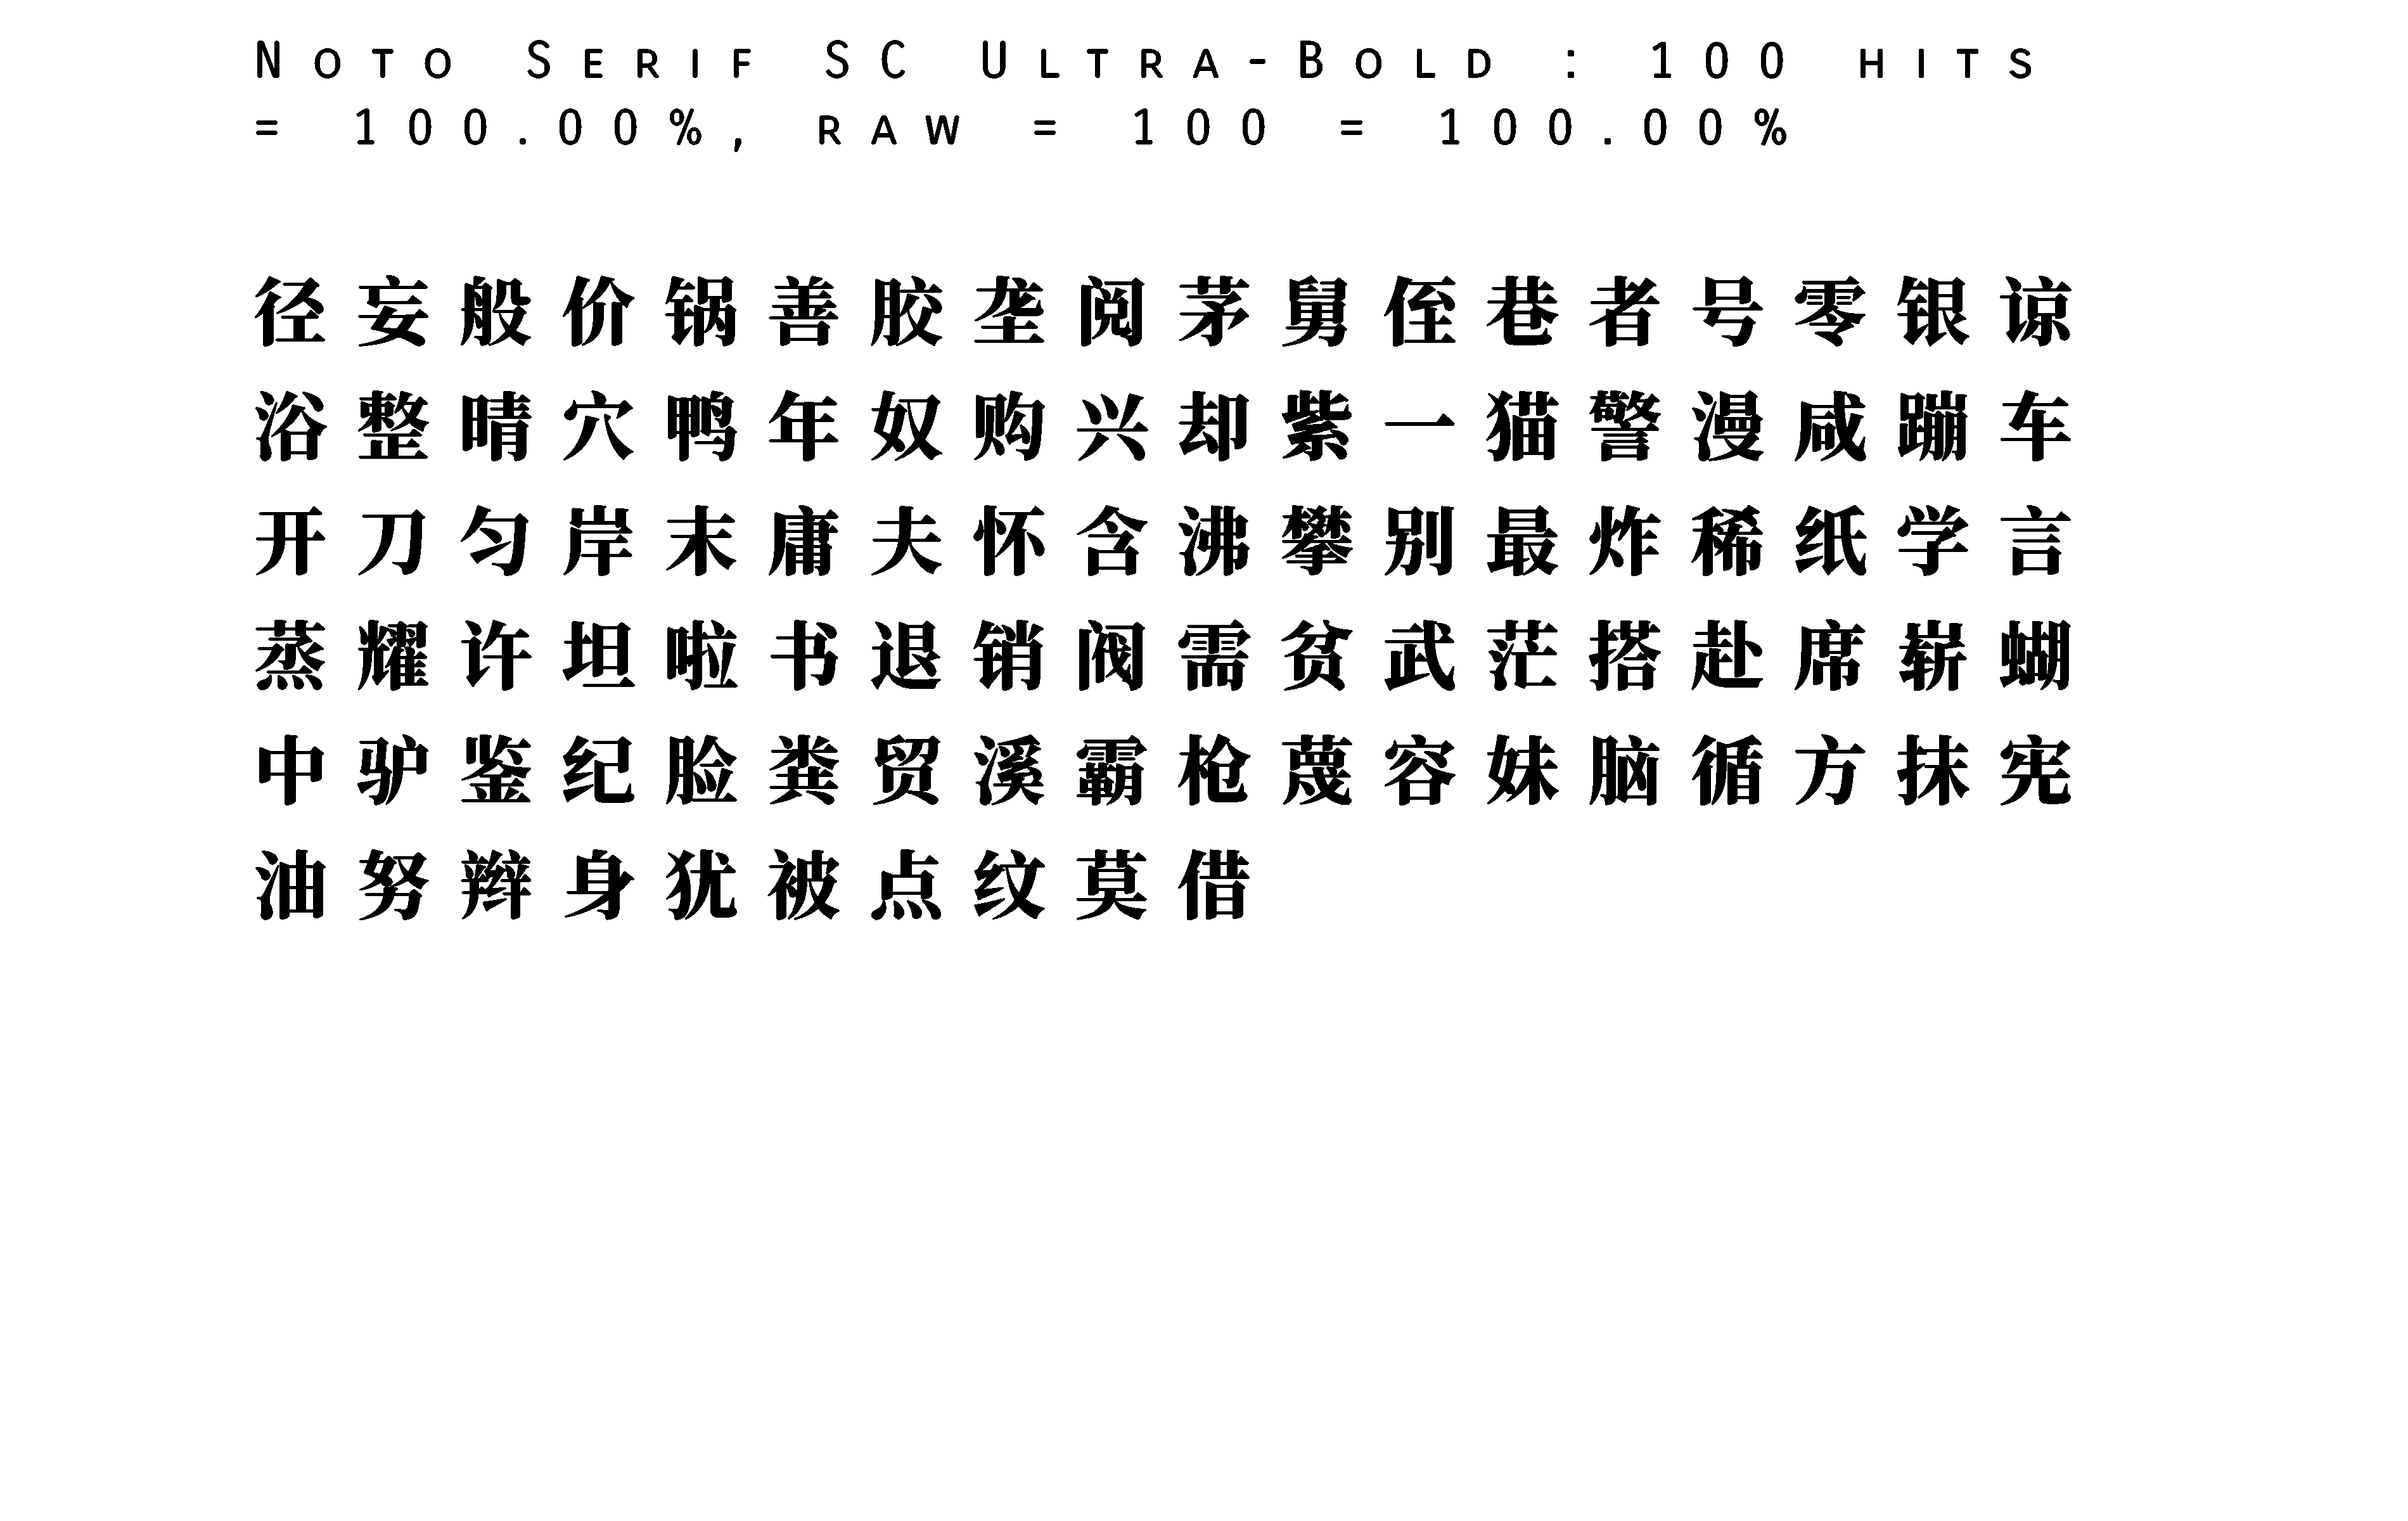 Noto Serif SC Ultra-Bold : 100 hits
= 100.00%, raw = 100 = 100.00%
径妄般价锅善胶垄阅茅舅侄巷者号零银谅
浴整晴穴鸭年奴购兴却紫一猫警漫咸蹦车
开刀匀岸末庸夫怀含沸攀别最炸稀纸学言
蒸耀许坦啦书退销阀需贫武茫搭赴席崭蝴
中驴鉴纪脸粪贸溪霸枪蔑容妹脑循方抹宪
油努辫身犹被点纹莫借